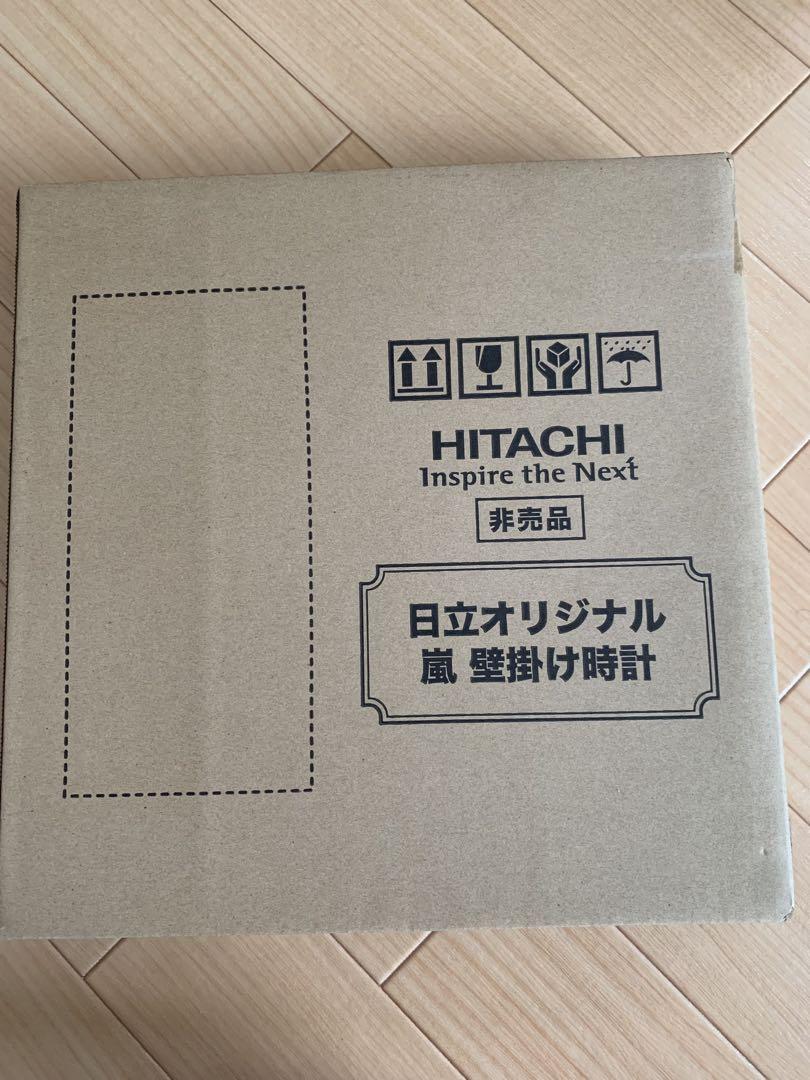 HITACHI
Inspire the Next
非売品
日立オリジナル
嵐 壁掛け時計